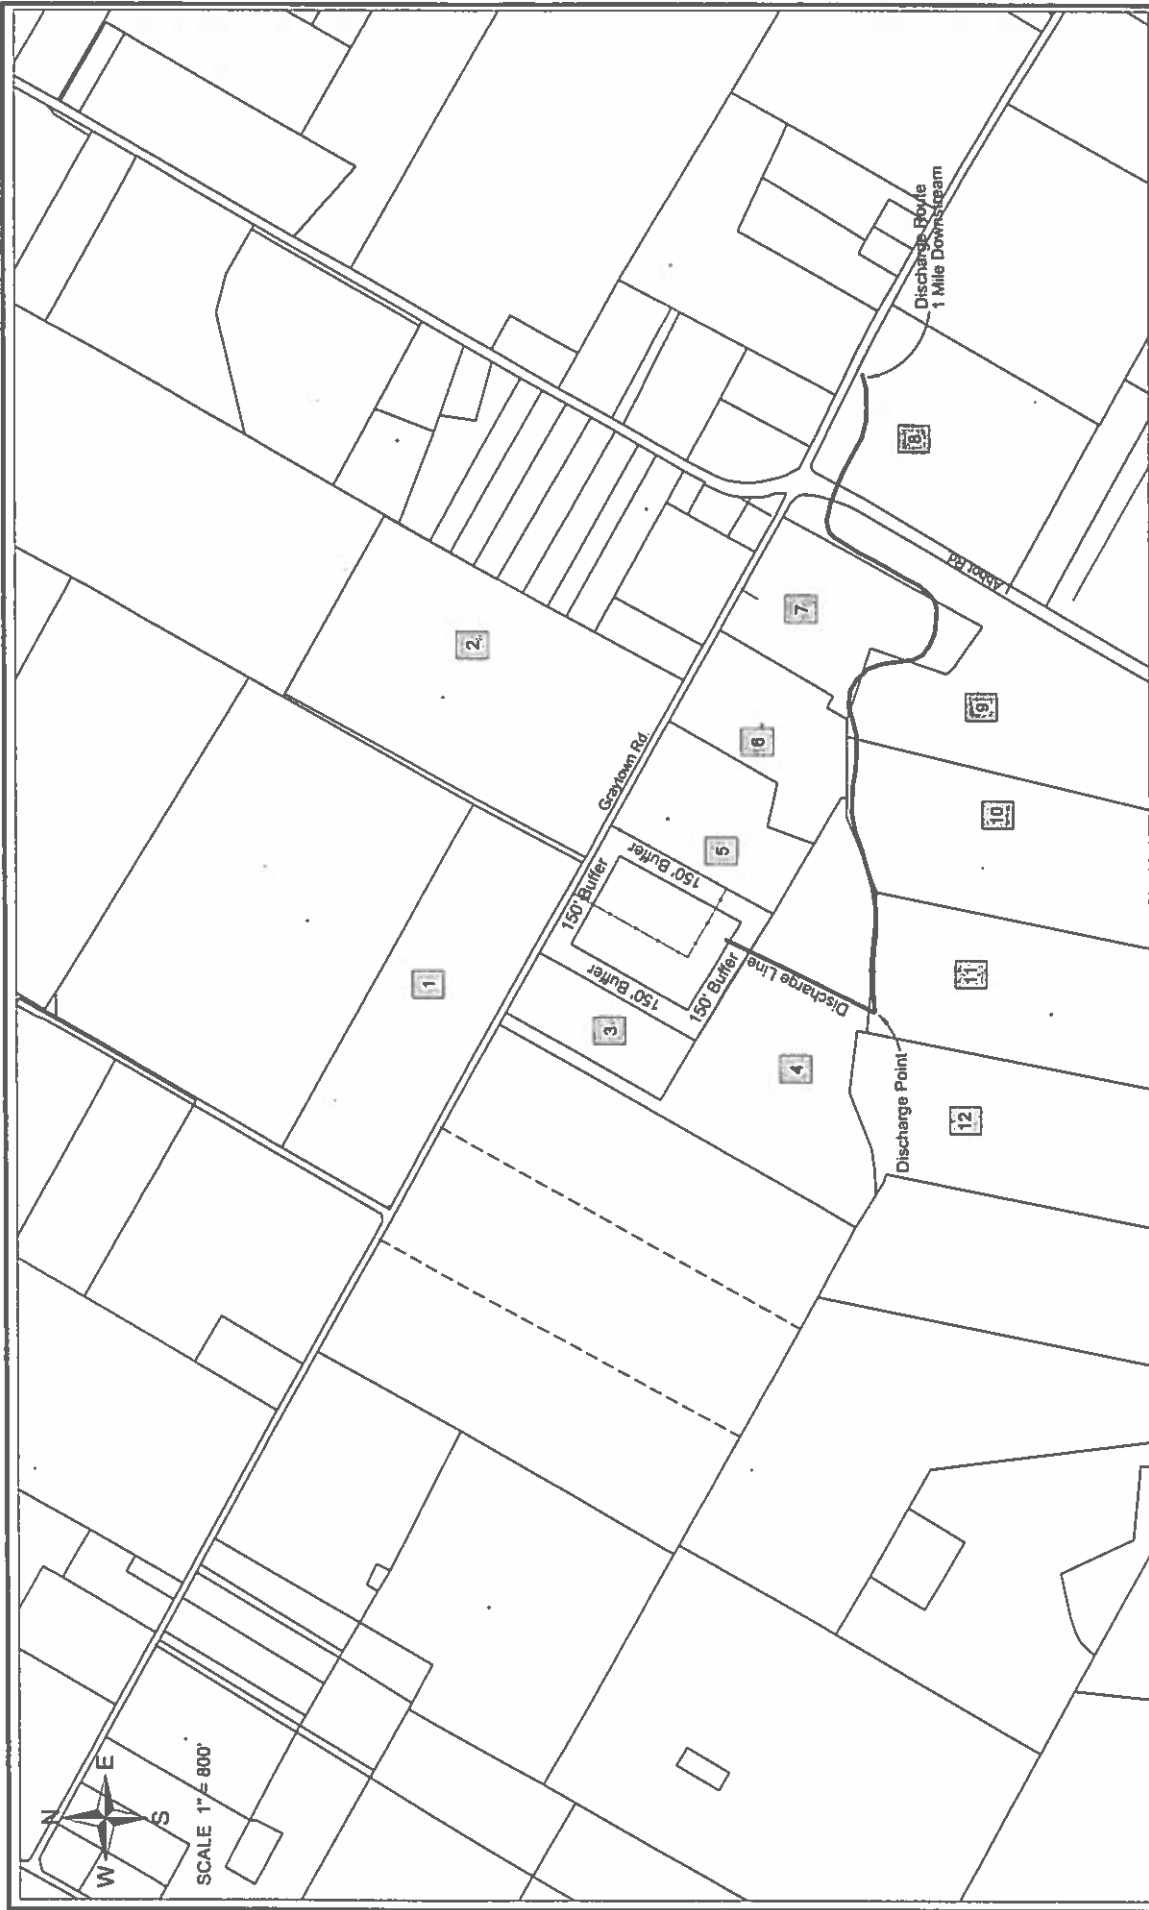 N
W
E
S
SCALE 1" = 800'
1
2
Graytown Rd.
150' Buffer
150' Buffer
150' Buffer
150' Buffer
3
4
5
6
7
8
9
10
11
12
Discharge Line
Discharge Point
Abbot Rd
Discharge Route
1 Mile Downstream